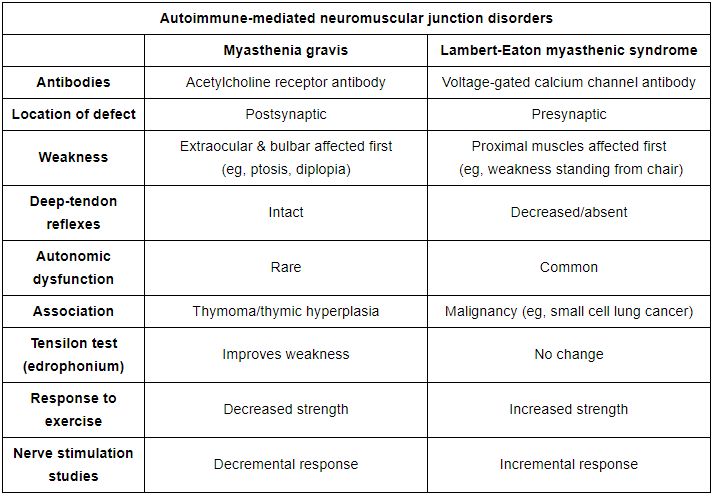 Autoimmune-mediated neuromuscular junction disorders
Myasthenia gravis
Lambert-Eaton myasthenic syndrome
Antibodies
Acetylcholine receptor antibody
Voltage-gated calcium channel antibody
Location of defect
Postsynaptic
Presynaptic
Weakness
Extraocular & bulbar affected first
(eg, ptosis, diplopia)
Proximal muscles affected first
(eg, weakness standing from chair)
Deep-tendon
reflexes
Intact
Decreased/absent
Autonomic
dysfunction
Rare
Common
Association
Thymoma/thymic hyperplasia
Malignancy (eg, small cell lung cancer)
Tensilon test
(edrophonium)
Improves weakness
No change
Response to
exercise
Decreased strength
Increased strength
Nerve stimulation
studies
Decremental response
Incremental response